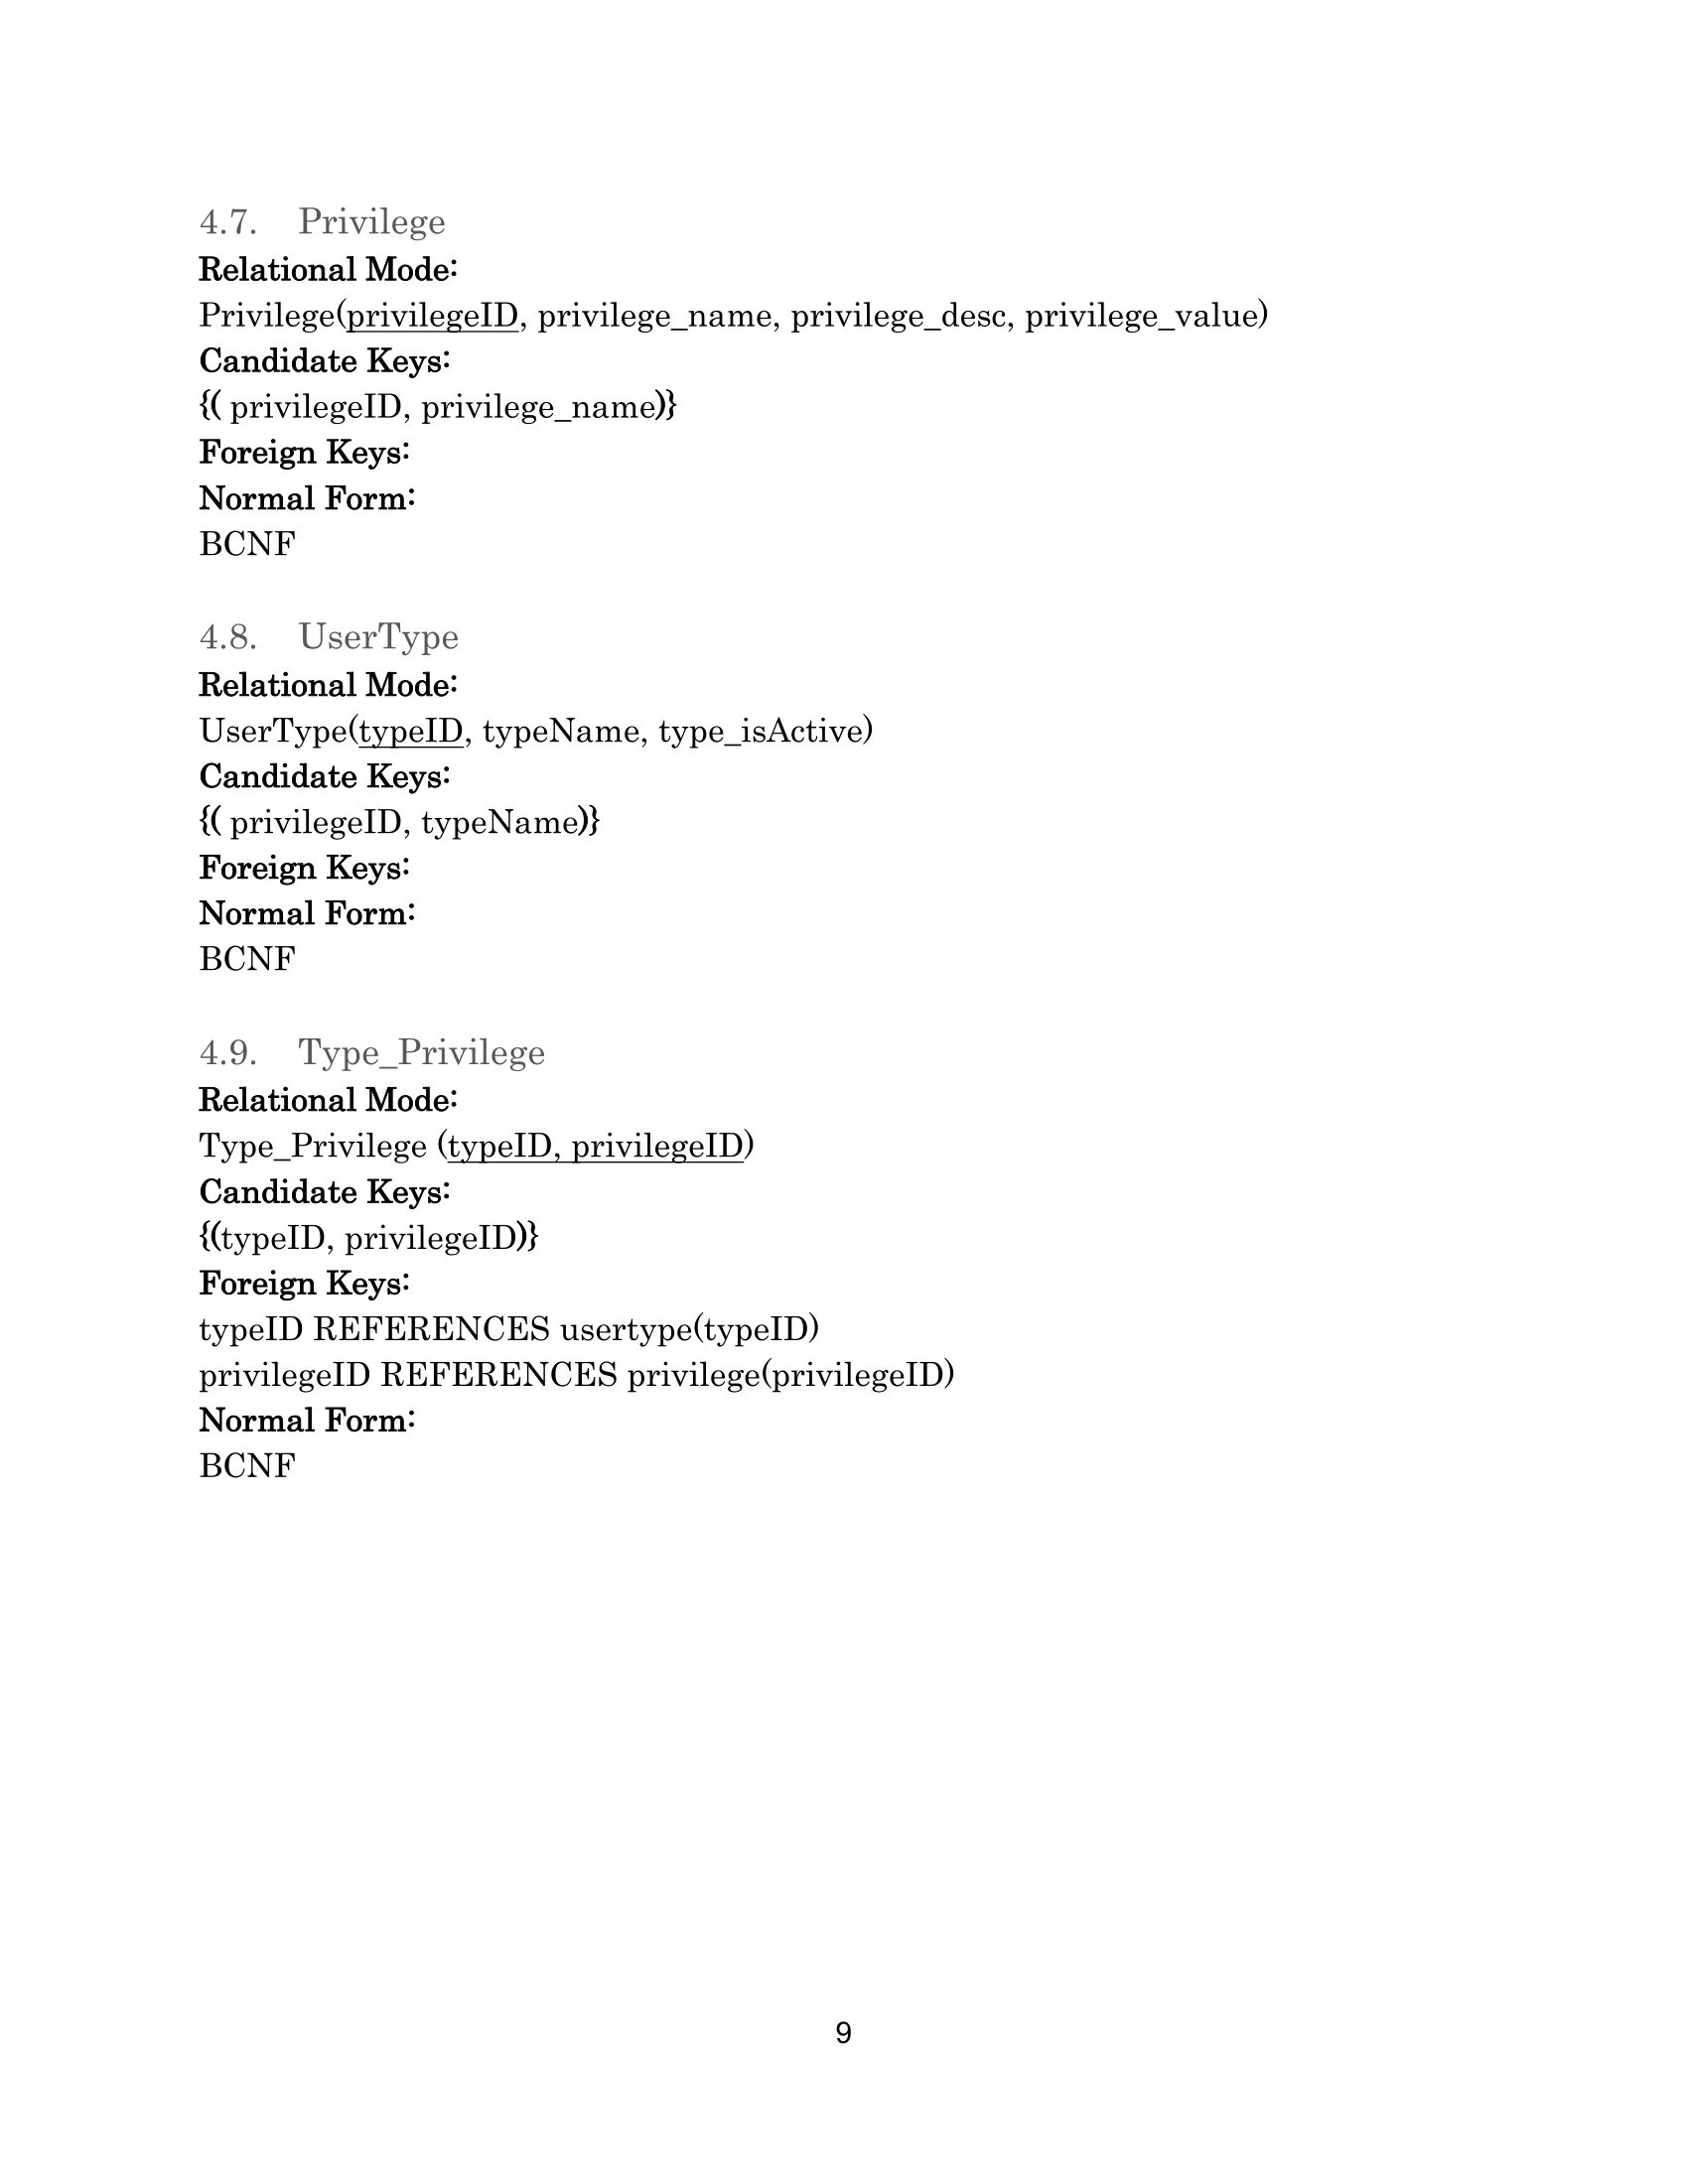 4.7. Privilege
Relational Mode:
Privilege(privilegeID, privilege_name, privilege_desc, privilege_value)
Candidate Keys:
{( privilegeID, privilege_name)}
Foreign Keys:
Normal Form:
BCNF
4.8. UserType
Relational Mode:
UserType(typeID, typeName, type_isActive)
Candidate Keys:
{( privilegeID, typeName)}
Foreign Keys:
Normal Form:
BCNF
4.9. Type_Privilege
Relational Mode:
Type_Privilege (typeID, privilegeID)
Candidate Keys:
{(typeID, privilegeID)}
Foreign Keys:
typeID REFERENCES usertype(typeID)
privilegeID REFERENCES privilege(privilegeID)
Normal Form:
BCNF
9